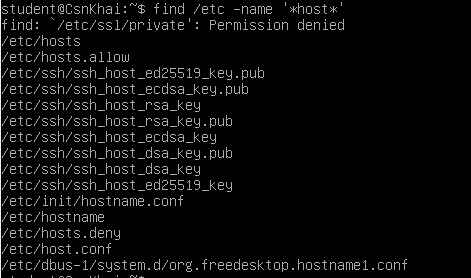 student@CsnKhai:~$ find /etc -name '*host*'
find: `/etc/ssl/private': Permission denied
/etc/hosts
/etc/hosts.allow
/etc/ssh/ssh_host_ed25519_key.pub
/etc/ssh/ssh_host_ecdsa_key.pub
/etc/ssh/ssh_host_rsa_key
/etc/ssh/ssh_host_rsa_key.pub
/etc/ssh/ssh_host_ecdsa_key
/etc/ssh/ssh_host_dsa_key.pub
/etc/ssh/ssh_host_dsa_key
/etc/ssh/ssh_host_ed25519_key
/etc/init/hostname.conf
/etc/hostname
/etc/hosts.deny
/etc/host.conf
/etc/dbus-1/system.d/org.freedesktop.hostname1.conf